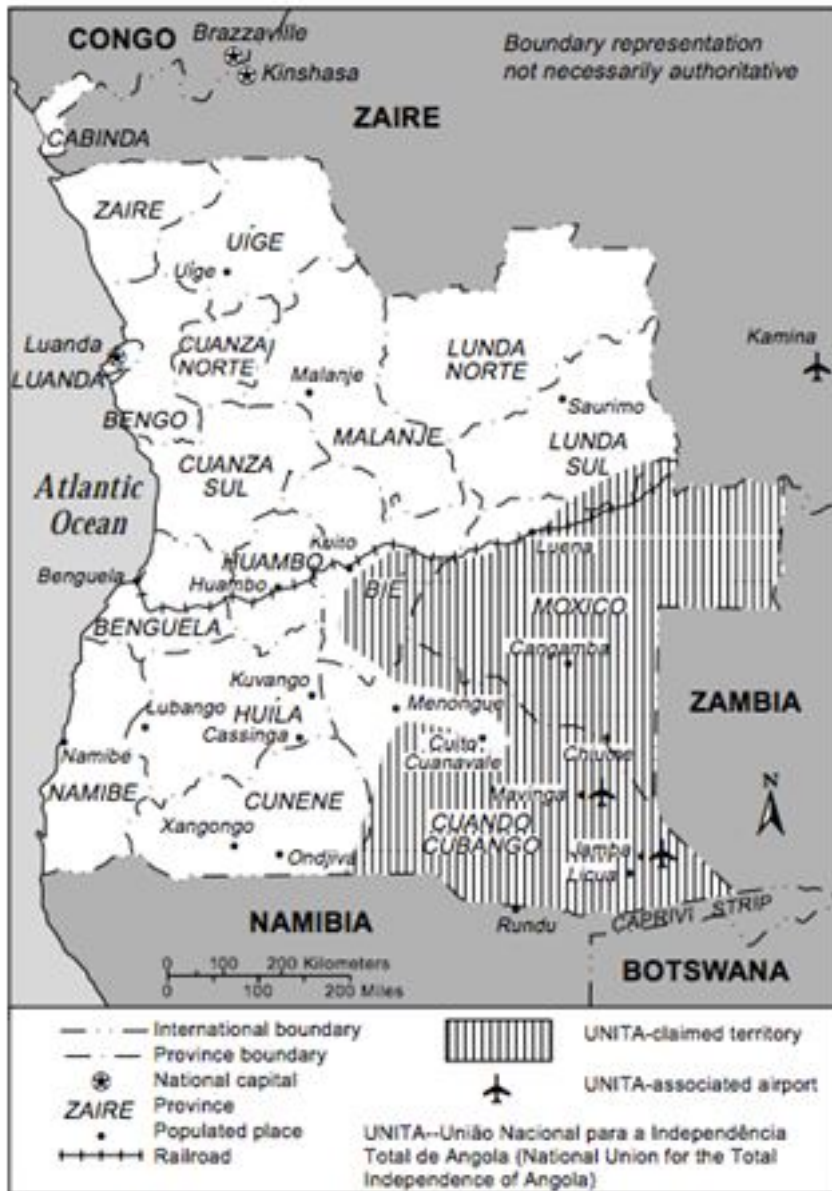 CONGO
Brazzaville
Kinshasa
Boundary representation
not necessarily authoritative
ZAIRE
CABINDA
ZAIRE
UÍGE
Uíge
Luanda
LUANDA
CUANZA
NORTE
LUNDA
NORTE
Kamina
Malanje
BENGO
Saurimo
MALANJE
LUNDA
SUL
CUANZA
SUL
Atlantic
Ocean
Kuito
Luena
HUAMBO
Benguela
Huambo
BIE
MOXICO
BENGUELA
Cangamba
Kuvango
ZAMBIA
Menongue
Lubango
HUILA
Cassinga
Cuito
Cuanavale
Chiume
Namibe
NAMIBE
CUNENE
Mavinga
N
CUANDO
CUBANGO
Xangongo
Ondjiva
Jamba
Licua
NAMIBIA
Rundu
CAPRIVI STRIP
BOTSWANA
0 100 200 Kilometers
0 100 200 Miles
International boundary
Province boundary
National capital
ZAIRE Province
Populated place
Railroad
UNITA-claimed territory
UNITA-associated airport
UNITA--União Nacional para a Independência
Total de Angola (National Union for the Total
Independence of Angola)